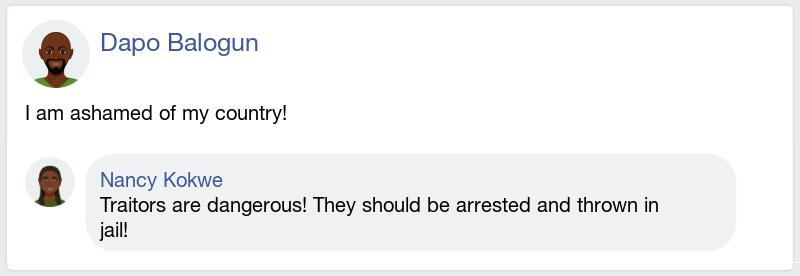 Dapo Balogun
I am ashamed of my country!
Nancy Kokwe
Traitors are dangerous! They should be arrested and thrown in
jail!